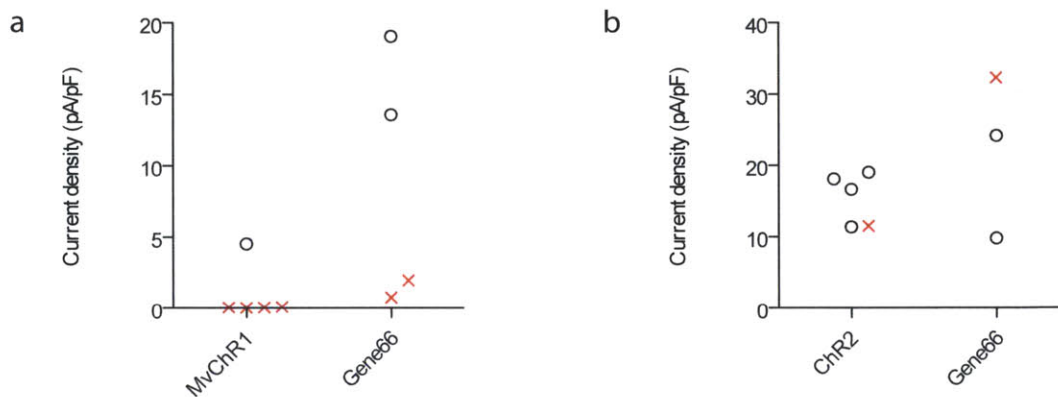 a
Current density (pA/pF)
20
15
10
5
0
MvChR1
Gene66
b
Current density (pA/pF)
40
30
20
10
0
ChR2
Gene66